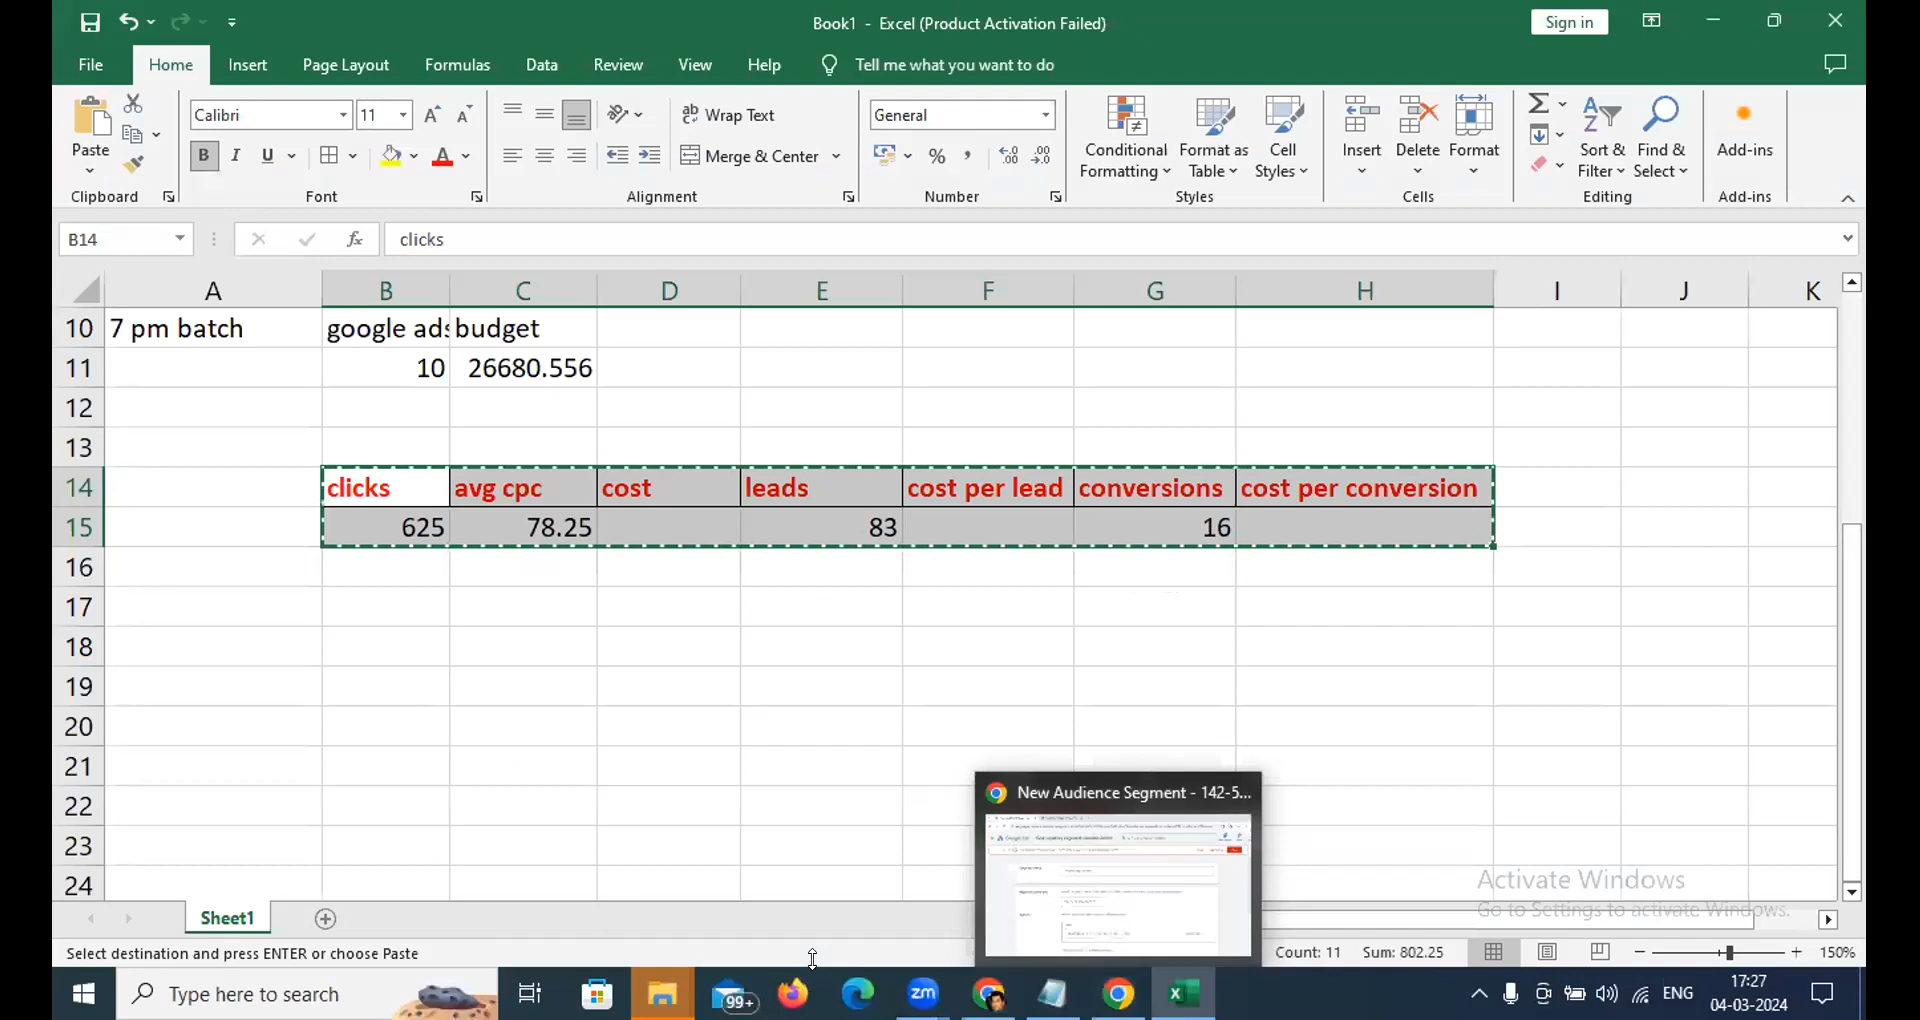 Book1 - Excel (Product Activation Failed)
Sign in
File Home Insert Page Layout Formulas Data Review View Help Tell me what you want to do
Paste
Clipboard
Calibri 11
B I U
Font
Wrap Text
Merge & Center
Alignment
General
Number
Conditional Formatting
Format as Table
Cell Styles
Styles
Insert Delete Format
Cells
Sort & Filter
Find & Select
Editing
Add-ins
Add-ins
B14 fx clicks
A B C D E F G H I J K
10 7 pm batch google ads budget
11 10 26680.556
12
13
14 clicks avg cpc cost leads cost per lead conversions cost per conversion
15 625 78.25 83 16
16
17
18
19
20
21
22
23
24
New Audience Segment - 142-5...
Activate Windows
Go to Settings to activate Windows.
Sheet1
Select destination and press ENTER or choose Paste
Count: 11 Sum: 802.25 150%
Type here to search
99+
zm
ENG
17:27
04-03-2024